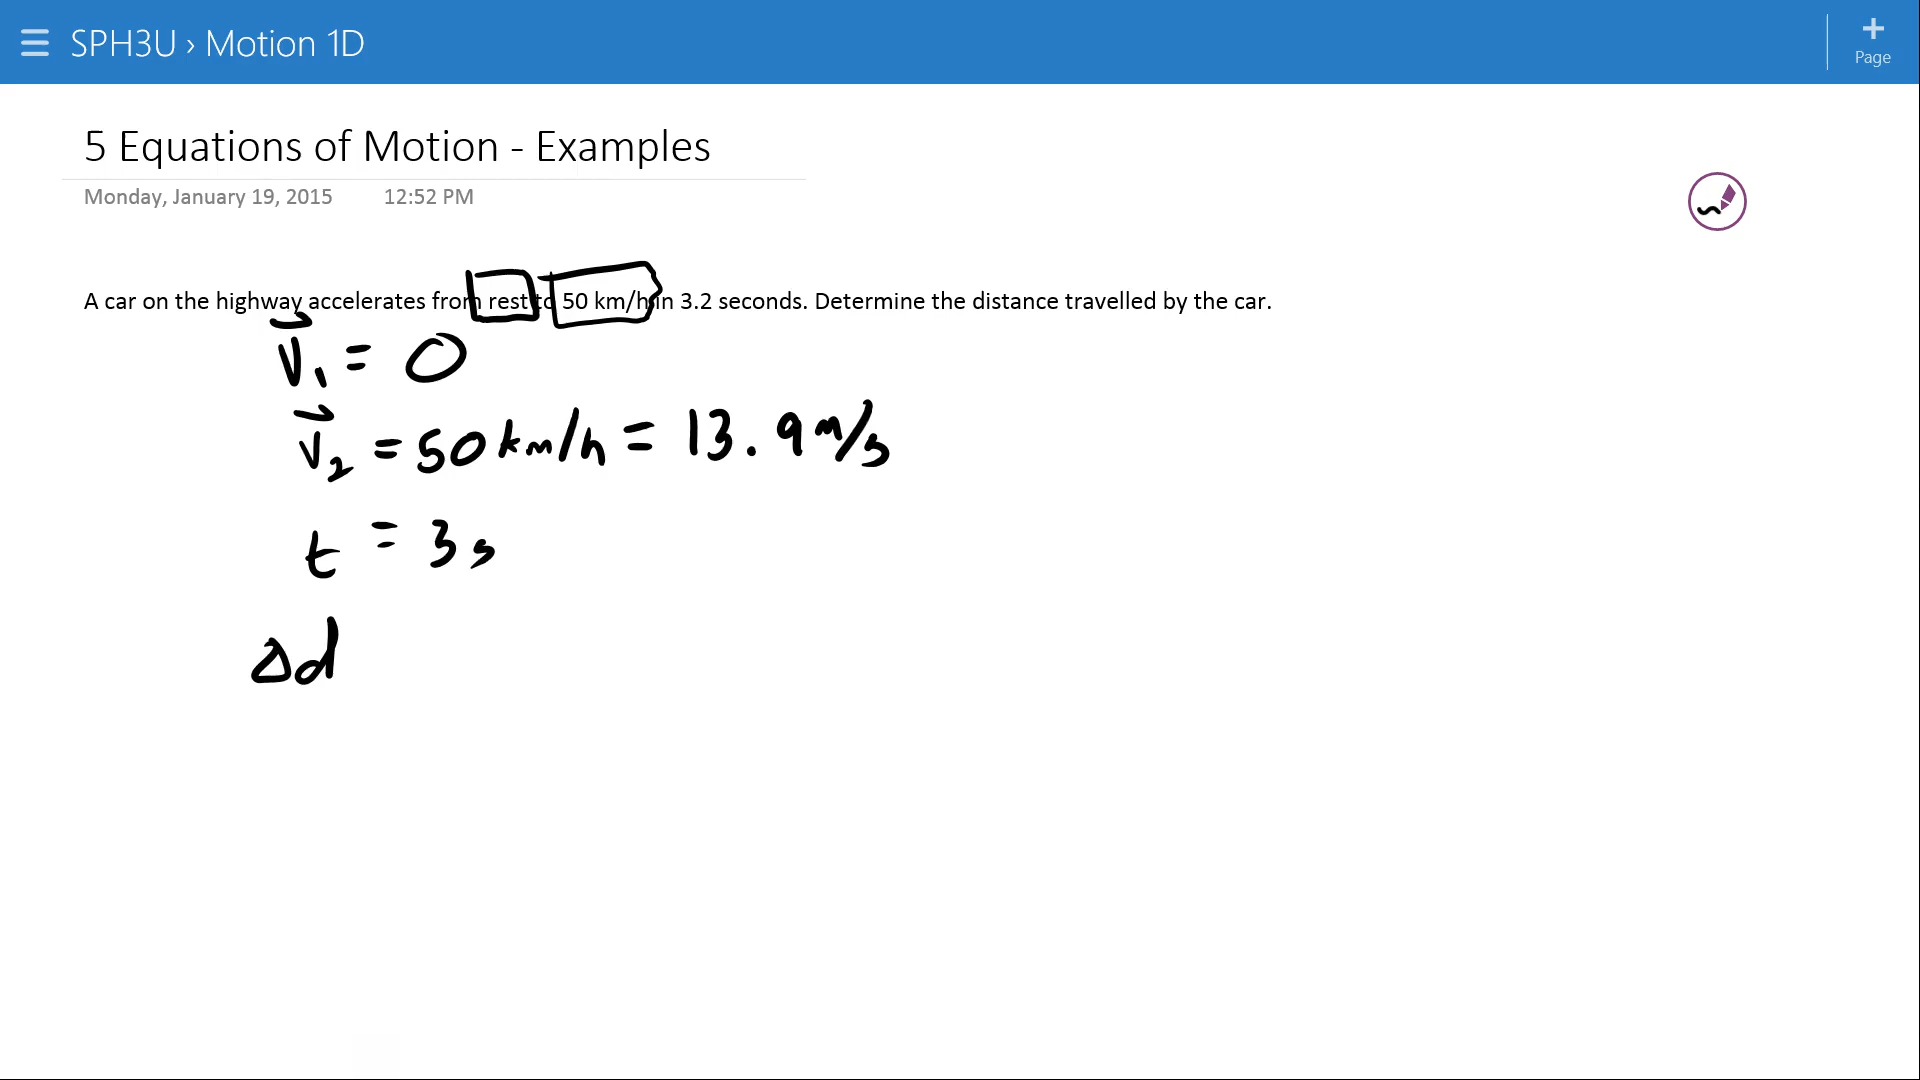 SPH3U › Motion 1D
Page
5 Equations of Motion - Examples
Monday, January 19, 2015 12:52 PM
A car on the highway accelerates from rest to 50 km/h in 3.2 seconds. Determine the distance travelled by the car.
v⃗₁ = 0
v⃗₂ = 50 km/h = 13.9 m/s
t = 3 s
Δd